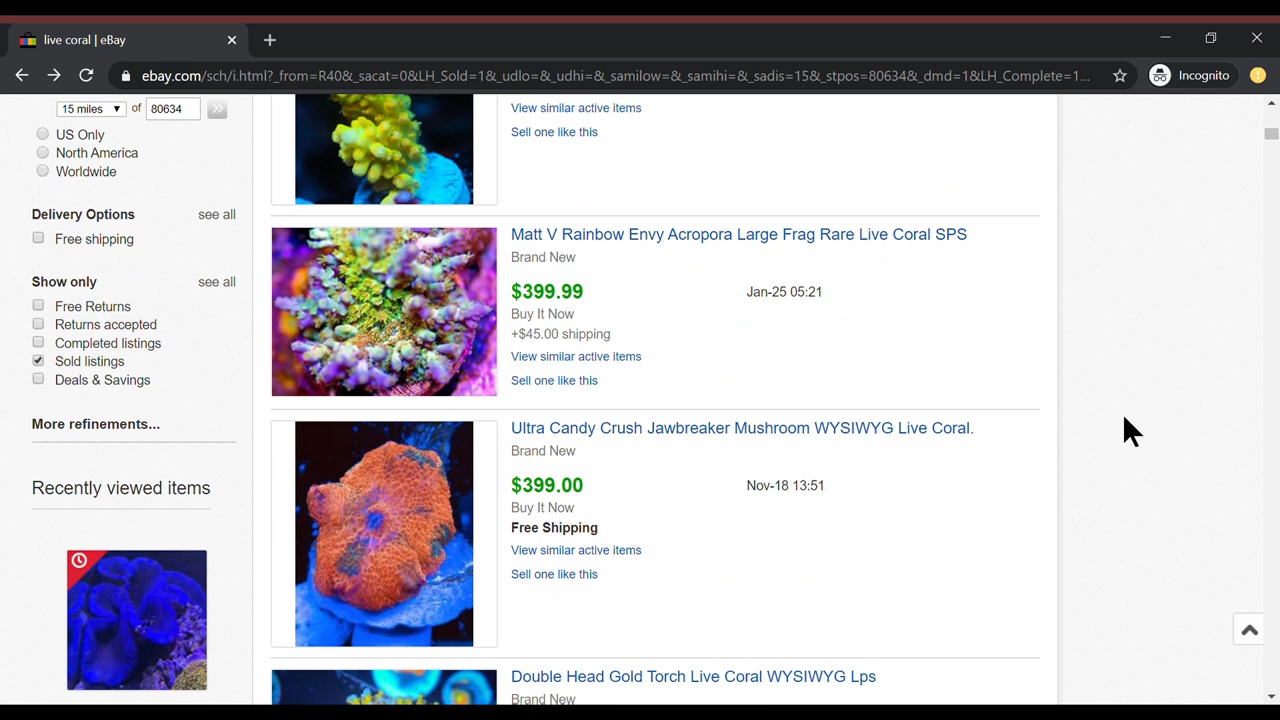 live coral | eBay
ebay.com/sch/i.html?_from=R40&_sacat=0&LH_Sold=1&_udlo=&_udhi=&_samilow=&_samihi=&_sadis=15&_stpos=80634&_dmd=1&LH_Complete=1...
Incognito
15 miles of 80634
US Only
North America
Worldwide
Delivery Options see all
Free shipping
Show only see all
Free Returns
Returns accepted
Completed listings
Sold listings
Deals & Savings
More refinements...
Recently viewed items
View similar active items
Sell one like this
Matt V Rainbow Envy Acropora Large Frag Rare Live Coral SPS
Brand New
$399.99 Jan-25 05:21
Buy It Now
+$45.00 shipping
View similar active items
Sell one like this
Ultra Candy Crush Jawbreaker Mushroom WYSIWYG Live Coral.
Brand New
$399.00 Nov-18 13:51
Buy It Now
Free Shipping
View similar active items
Sell one like this
Double Head Gold Torch Live Coral WYSIWYG Lps
Brand New